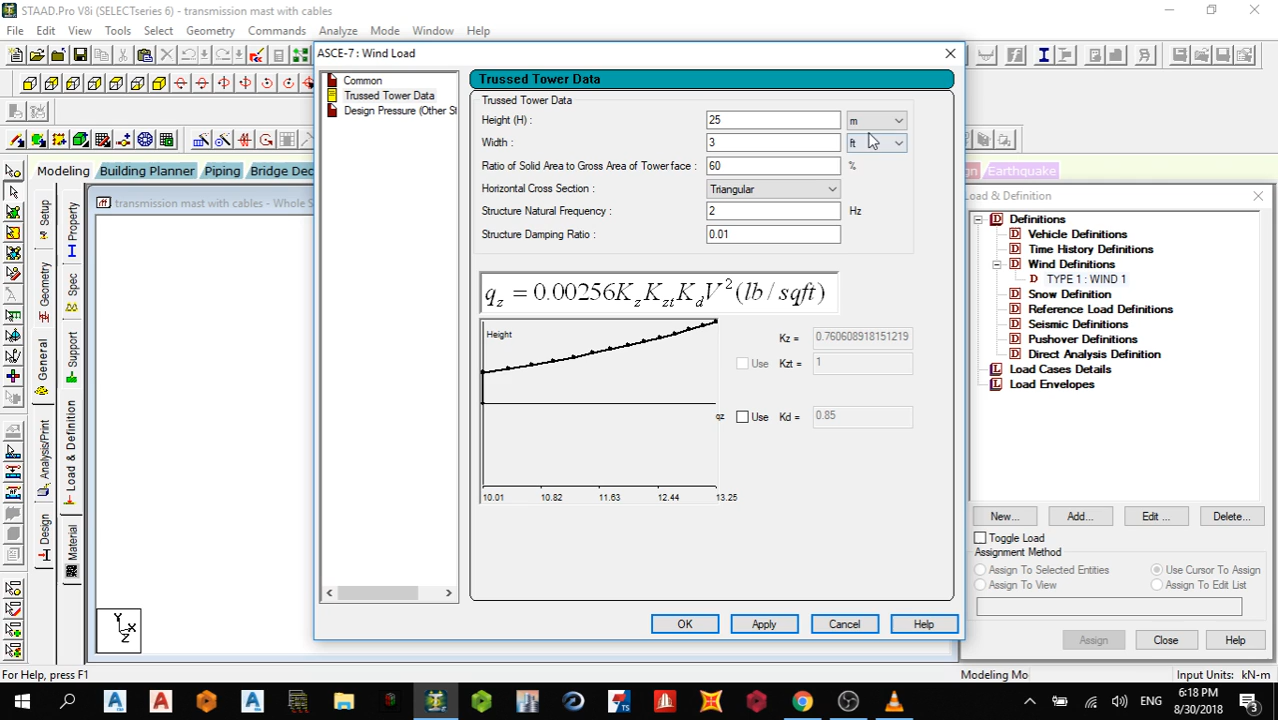 STAAD.Pro V8i (SELECTseries 6) - transmission mast with cables
File Edit View Tools Select Geometry Commands Analyze Mode Window Help
ASCE-7 : Wind Load
Common
Trussed Tower Data
Design Pressure (Other St
Trussed Tower Data
Trussed Tower Data
Height (H) : 25 m
Width : 3 ft
Ratio of Solid Area to Gross Area of Tower face : 60 %
Horizontal Cross Section : Triangular
Structure Natural Frequency : 2 Hz
Structure Damping Ratio : 0.01
qz = 0.00256KzKztKdV2(lb/sqft)
Height
Kz = 0.760608918151219
Use Kzt = 1
qz Use Kd = 0.85
10.01 10.82 11.63 12.44 13.25
OK Apply Cancel Help
Modeling Building Planner Piping Bridge Dec
Earthquake
transmission mast with cables - Whole S
Setup
Geometry
General
Analysis/Print
Design
Property
Spec
Support
Load & Definition
Material
Y
X
Z
Load & Definition
Definitions
Vehicle Definitions
Time History Definitions
Wind Definitions
TYPE 1 : WIND 1
Snow Definition
Reference Load Definitions
Seismic Definitions
Pushover Definitions
Direct Analysis Definition
Load Cases Details
Load Envelopes
New... Add... Edit ... Delete...
Toggle Load
Assignment Method
Assign To Selected Entities Use Cursor To Assign
Assign To View Assign To Edit List
Assign Close Help
For Help, press F1
Modeling Mo Input Units: kN-m
ENG
6:18 PM
8/30/2018
3